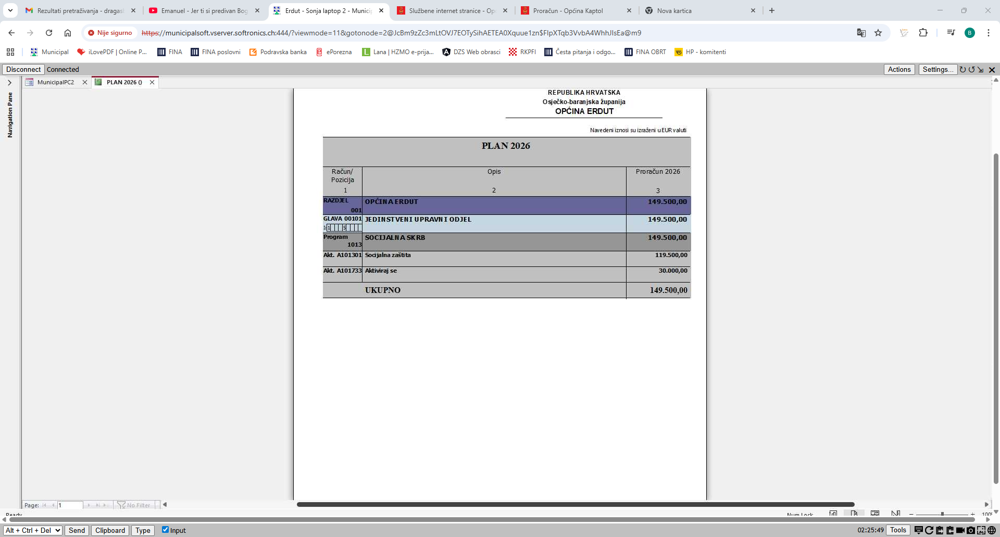 Rezultati pretraživanja - dragas
Emanuel - Jer ti si predivan Bog
Erdut - Sonja laptop 2 - Munici
Službene internet stranice - Op
Proračun - Općina Kaptol
Nova kartica
Nije sigurno
https://municipalsoft.vserver.softronics.ch:444/?viewmode=11&gotonode=2@JcBm9zZc3mLtOVJ7EOTySihAETEA0Xquue1zn$FlpXTqb3VvbA4WhhJlsEa@m9
B
Municipal
iLovePDF | Online P...
FINA
FINA poslovni
Podravska banka
ePorezna
Lana | HZMO e-prija...
DZS Web obrasci
RKPFI
Česta pitanja i odgo...
FINA OBRT
HP - komitenti
Disconnect
Connected
Actions
Settings...
MunicipalPC2
PLAN 2026 ()
Navigation Pane
REPUBLIKA HRVATSKA
Osječko-baranjska županija
OPĆINA ERDUT
Navedeni iznosi su izraženi u EUR valuti
PLAN 2026
Račun/
Pozicija
Opis
Proračun 2026
1
2
3
RAZDJEL
001
OPĆINA ERDUT
149.500,00
GLAVA 00101
JEDINSTVENI UPRAVNI ODJEL
149.500,00
I: 1 5
Program
1013
SOCIJALNA SKRB
149.500,00
Akt. A101301 Socijalna zaštita 119.500,00
Akt. A101733 Aktiviraj se 30.000,00
UKUPNO 149.500,00
Page: 1
No Filter
Ready
Num Lock
100%
Alt + Ctrl + Del
Send
Clipboard
Type
Input
02:25:49
Tools